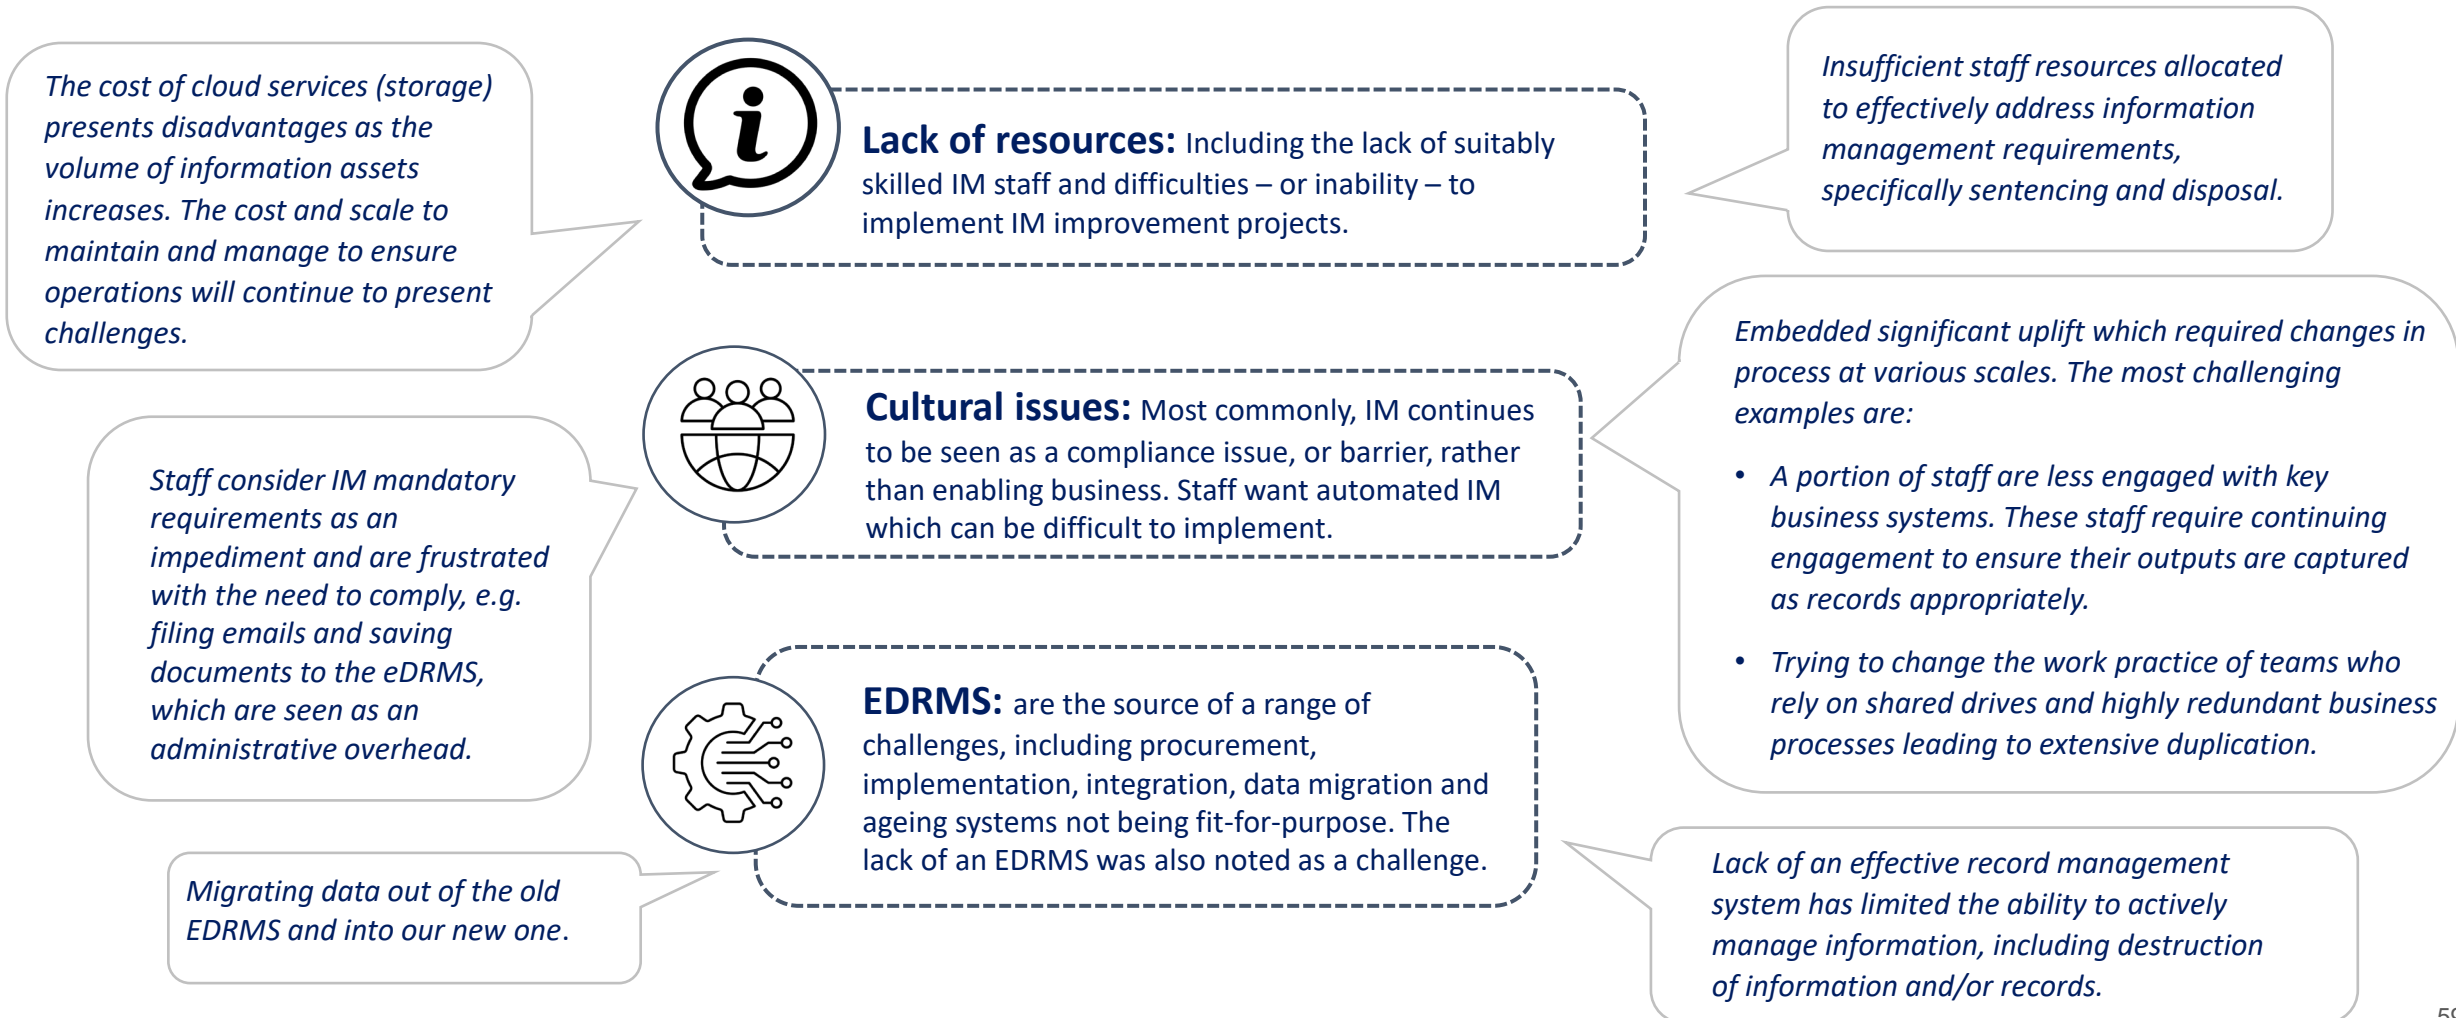 The cost of cloud services (storage)
presents disadvantages as the
volume of information assets
increases. The cost and scale to
maintain and manage to ensure
operations will continue to present
challenges.
Lack of resources: Including the lack of suitably
skilled IM staff and difficulties – or inability – to
implement IM improvement projects.
Insufficient staff resources allocated
to effectively address information
management requirements,
specifically sentencing and disposal.
Staff consider IM mandatory
requirements as an
impediment and are frustrated
with the need to comply, e.g.
filing emails and saving
documents to the eDRMS,
which are seen as an
administrative overhead.
Cultural issues: Most commonly, IM continues
to be seen as a compliance issue, or barrier, rather
than enabling business. Staff want automated IM
which can be difficult to implement.
Embedded significant uplift which required changes in
process at various scales. The most challenging
examples are:
• A portion of staff are less engaged with key
business systems. These staff require continuing
engagement to ensure their outputs are captured
as records appropriately.
• Trying to change the work practice of teams who
rely on shared drives and highly redundant business
processes leading to extensive duplication.
Migrating data out of the old
EDRMS and into our new one.
EDRMS: are the source of a range of
challenges, including procurement,
implementation, integration, data migration and
ageing systems not being fit-for-purpose. The
lack of an EDRMS was also noted as a challenge.
Lack of an effective record management
system has limited the ability to actively
manage information, including destruction
of information and/or records.